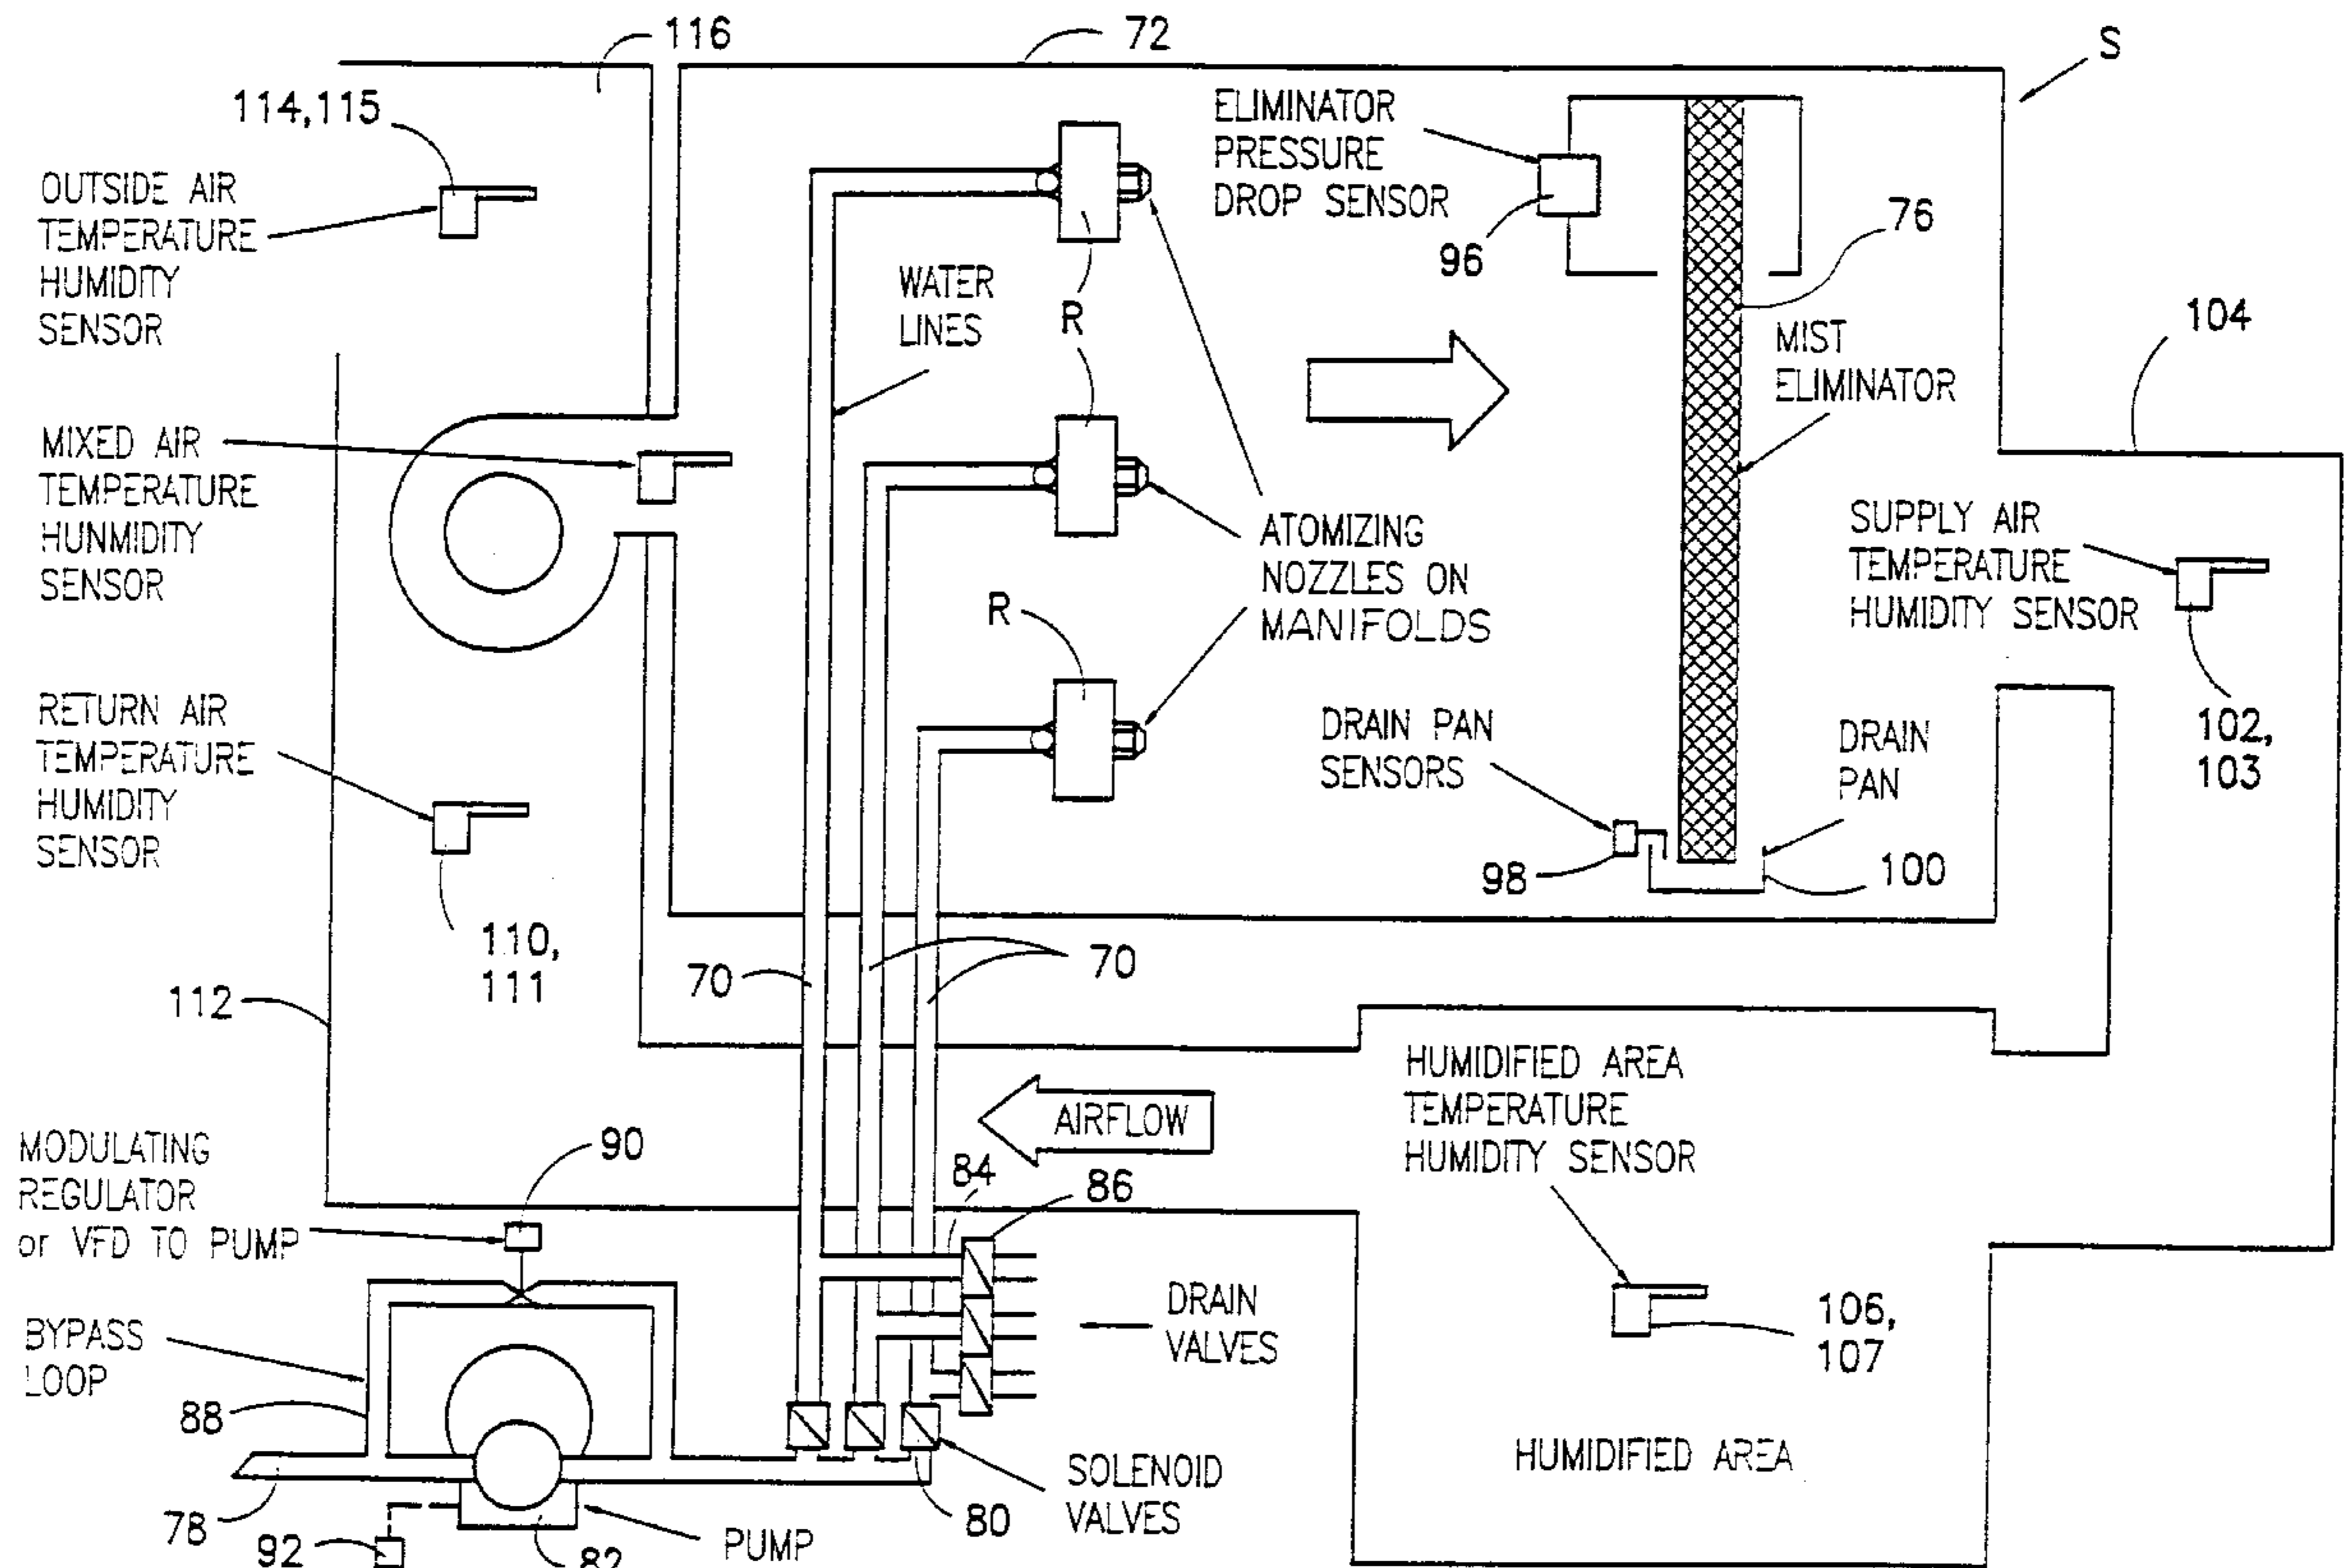 116
72
S
114,115
OUTSIDE AIR
TEMPERATURE
HUMIDITY
SENSOR
ELIMINATOR
PRESSURE
DROP SENSOR
96
76
WATER
LINES
R
104
MIST
ELIMINATOR
MIXED AIR
TEMPERATURE
HUNMIDITY
SENSOR
ATOMIZING
NOZZLES ON
MANIFOLDS
SUPPLY AIR
TEMPERATURE
HUMIDITY SENSOR
R
RETURN AIR
TEMPERATURE
HUMIDITY
SENSOR
DRAIN PAN
SENSORS
DRAIN
PAN
102,
103
98
100
110,
111
70
70
112
HUMIDIFIED AREA
TEMPERATURE
HUMIDITY SENSOR
AIRFLOW
MODULATING
REGULATOR
or VFD TO PUMP
90
84
86
BYPASS
LOOP
DRAIN
VALVES
106,
107
88
SOLENOID
VALVES
HUMIDIFIED AREA
78
92
82
PUMP
80